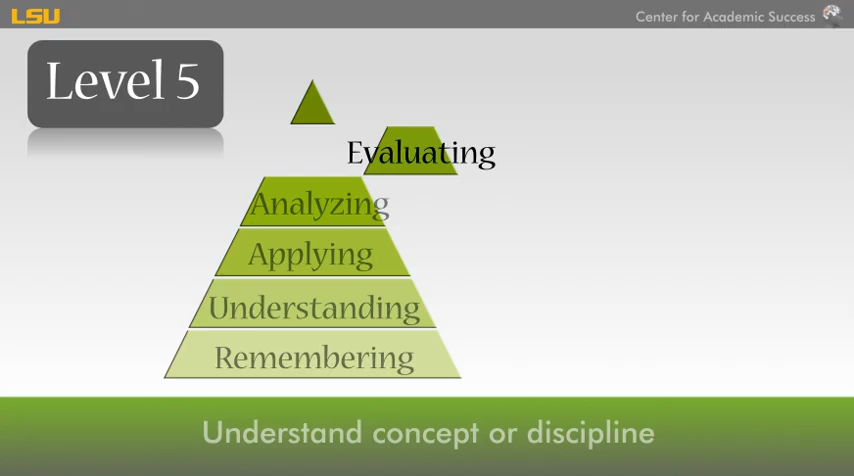 LSU
Center for Academic Success
Level 5
Evaluating
Analyzing
Applying
Understanding
Remembering
Understand concept or discipline